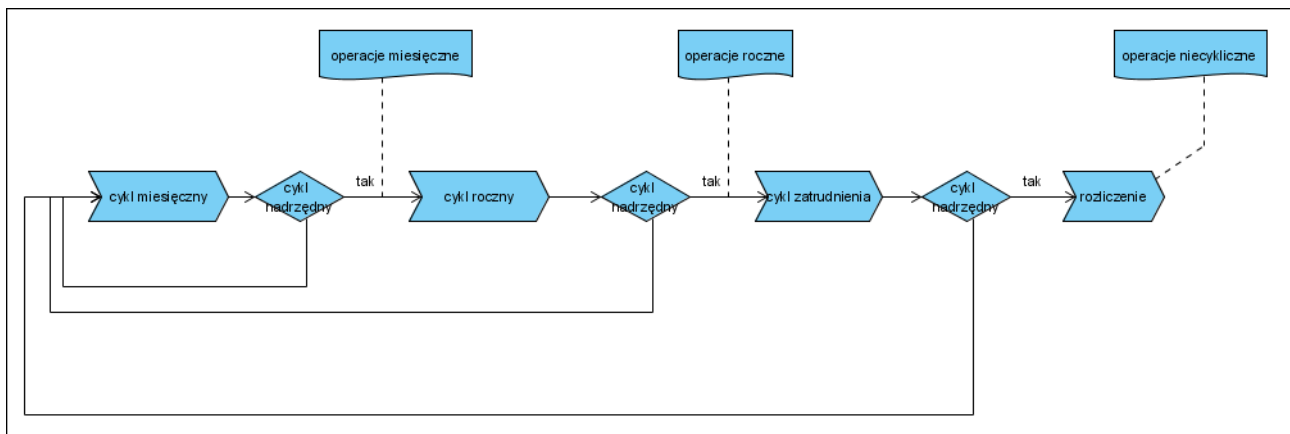 operacje miesięczne
operacje roczne
operacje niecykliczne
cykl miesięczny
cykl
nadrzędny
tak
cykl roczny
cykl
nadrzędny
tak
cykl zatrudnienia
cykl
nadrzędny
tak
rozliczenie